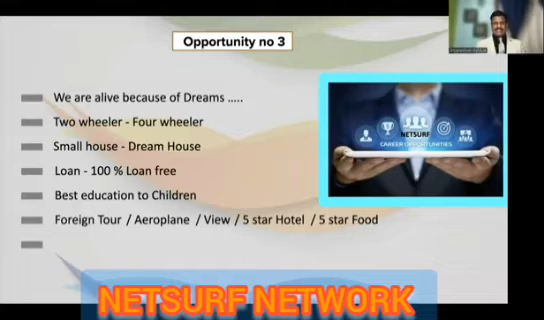 Opportunity no 3
We are alive because of Dreams .....
Two wheeler - Four wheeler
Small house - Dream House
Loan - 100 % Loan free
Best education to Children
Foreign Tour / Aeroplane / View / 5 star Hotel / 5 star Food
NETSURF
CAREER OPPORTUNITIES
NETSURF NETWORK